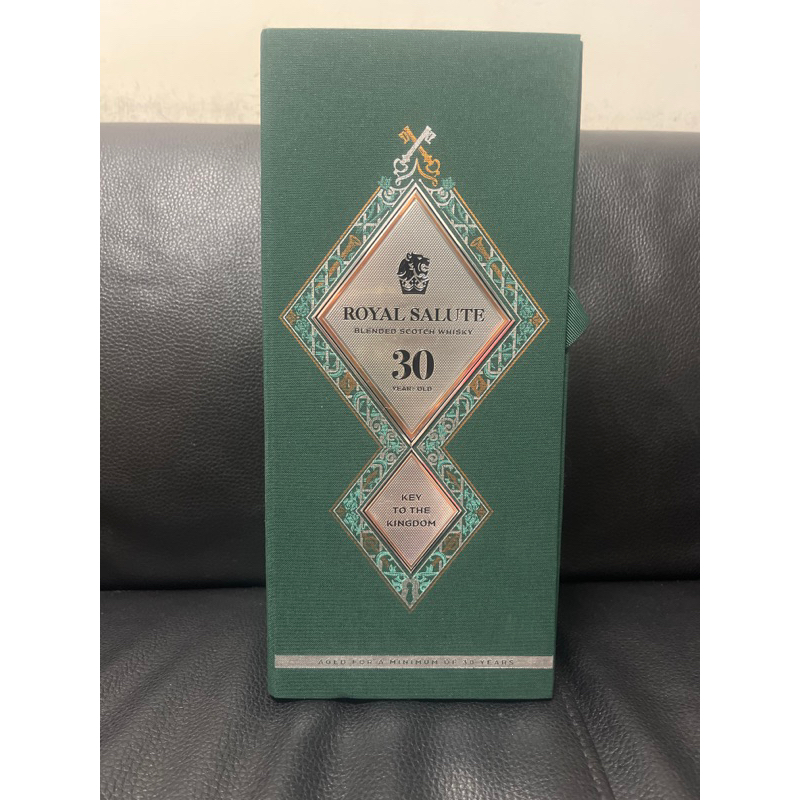 ROYAL SALUTE
BLENDED SCOTCH WHISKY
30
YEARS OLD
KEY
TO THE
KINGDOM
AGED FOR A MINIMUM OF 30 YEARS